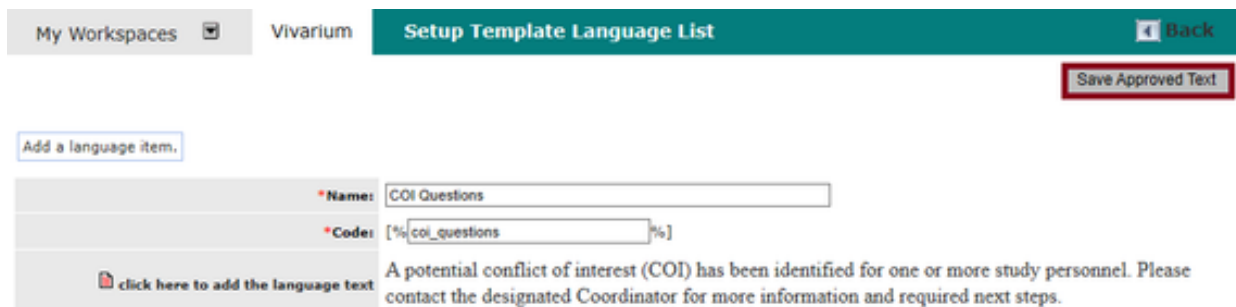 My Workspaces Vivarium Setup Template Language List Back
Save Approved Text
Add a language item.
*Name: COI Questions
*Code: [%coi_questions%]
click here to add the language text A potential conflict of interest (COI) has been identified for one or more study personnel. Please
contact the designated Coordinator for more information and required next steps.